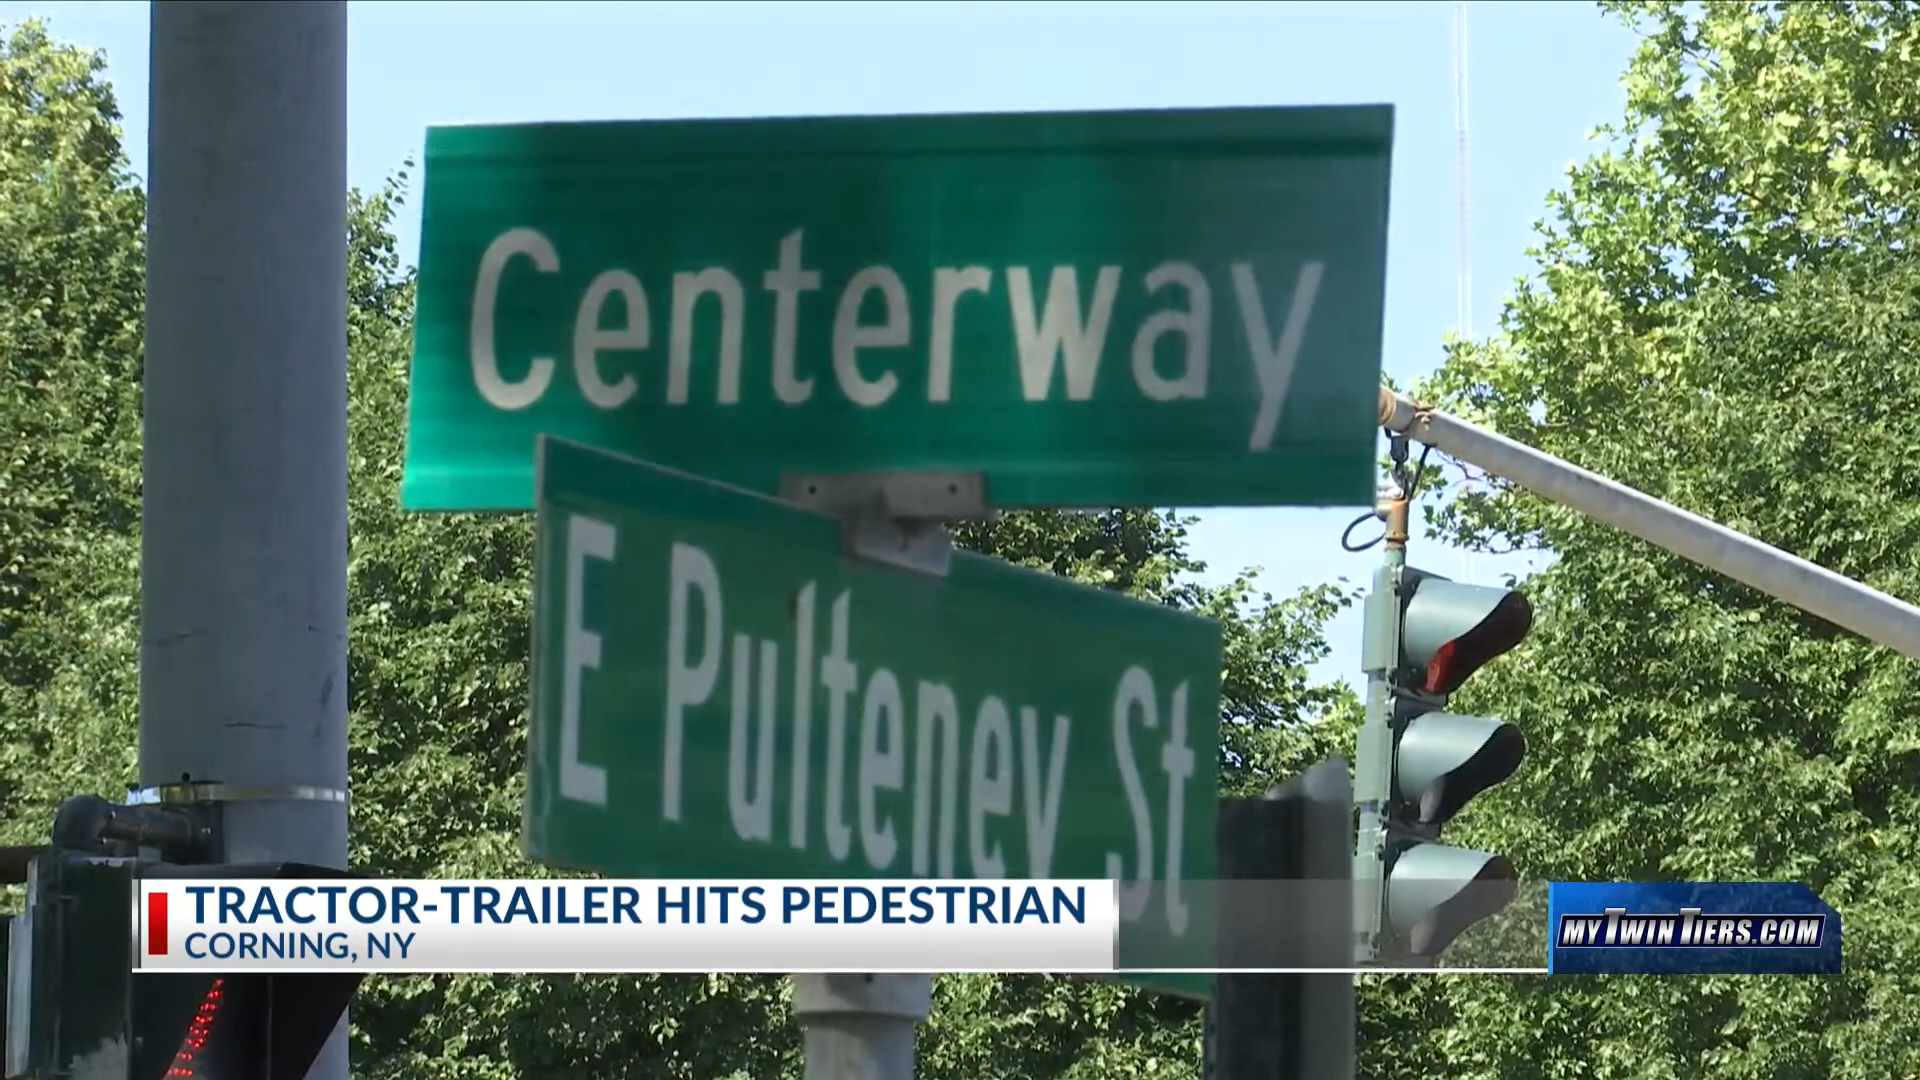 Centerway
E Pulteney St
TRACTOR-TRAILER HITS PEDESTRIAN
CORNING, NY
MYTWINTIERS.COM